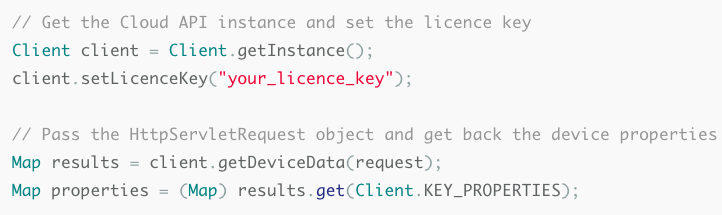 // Get the Cloud API instance and set the licence key
Client client = Client.getInstance();
client.setLicenceKey("your_licence_key");
// Pass the HttpServletRequest object and get back the device properties
Map results = client.getDeviceData(request);
Map properties = (Map) results.get(Client.KEY_PROPERTIES);